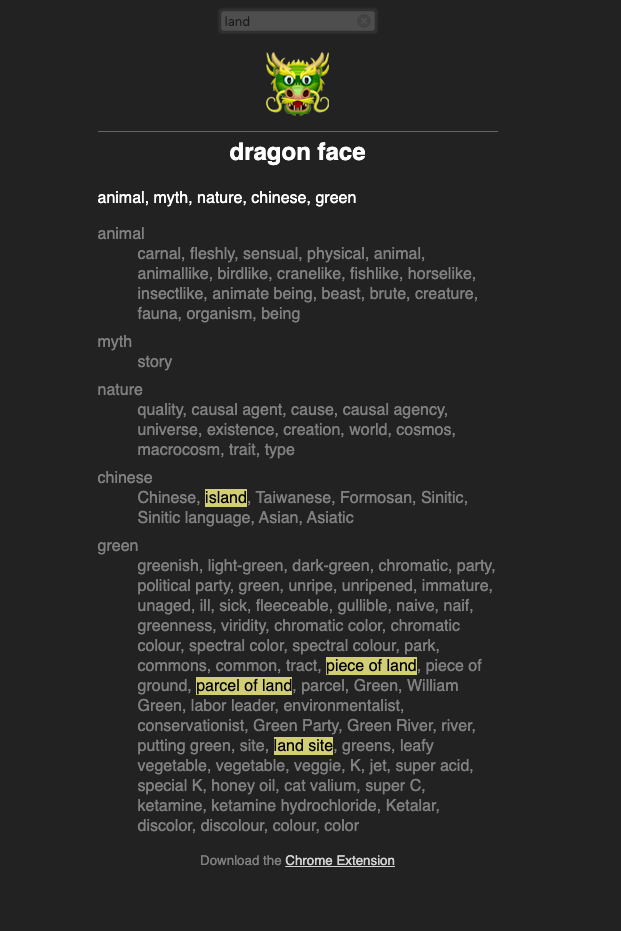 land
dragon face
animal, myth, nature, chinese, green
animal
carnal, fleshly, sensual, physical, animal,
animallike, birdlike, cranelike, fishlike, horselike,
insectlike, animate being, beast, brute, creature,
fauna, organism, being
myth
story
nature
quality, causal agent, cause, causal agency,
universe, existence, creation, world, cosmos,
macrocosm, trait, type
chinese
Chinese, island, Taiwanese, Formosan, Sinitic,
Sinitic language, Asian, Asiatic
green
greenish, light-green, dark-green, chromatic, party,
political party, green, unripe, unripened, immature,
unaged, ill, sick, fleeceable, gullible, naive, naif,
greenness, viridity, chromatic color, chromatic
colour, spectral color, spectral colour, park,
commons, common, tract, piece of land, piece of
ground, parcel of land, parcel, Green, William
Green, labor leader, environmentalist,
conservationist, Green Party, Green River, river,
putting green, site, land site, greens, leafy
vegetable, vegetable, veggie, K, jet, super acid,
special K, honey oil, cat valium, super C,
ketamine, ketamine hydrochloride, Ketalar,
discolor, discolour, colour, color
Download the Chrome Extension